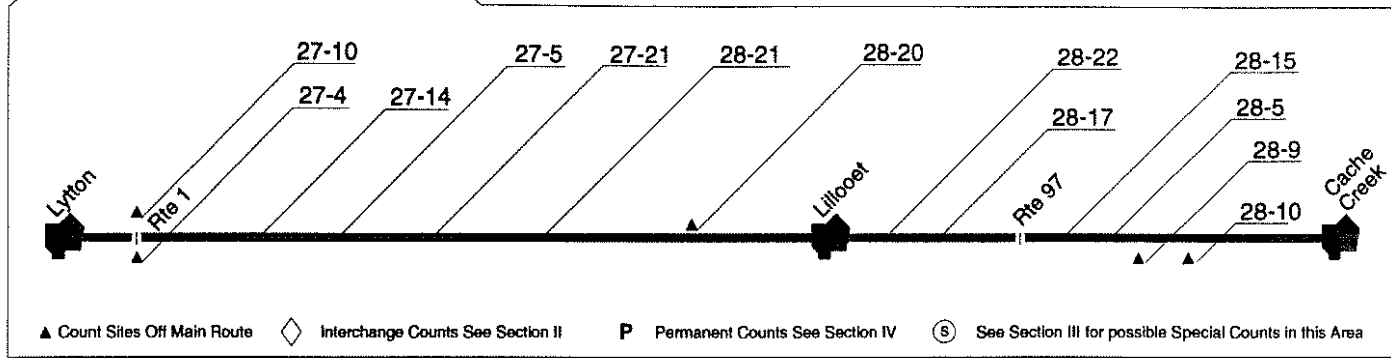 27-10
27-4
27-14
27-5
27-21
28-21
28-20
28-22
28-17
28-15
28-5
28-9
28-10
Lytton
Rte 1
Lillooet
Rte 97
Cache
Creek
▲ Count Sites Off Main Route
Interchange Counts See Section II
P Permanent Counts See Section IV
S See Section III for possible Special Counts in this Area